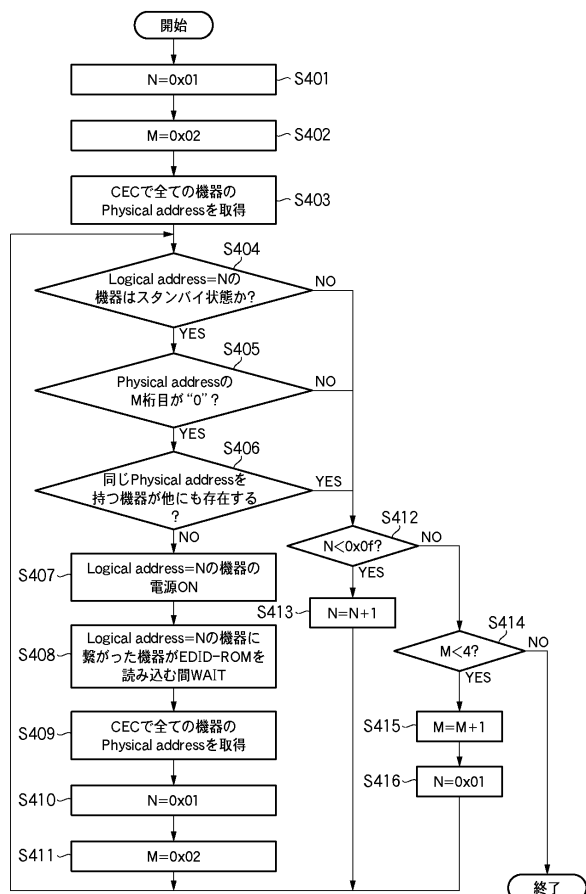 開始
N=0x01
S401
M=0x02
S402
CECで全ての機器の
Physical addressを取得
S403
S404
Logical address=Nの
機器はスタンバイ状態か?
NO
YES
S405
Physical addressの
M桁目が“0”?
NO
YES
S406
同じPhysical addressを
持つ機器が他にも存在する
?
YES
NO
S407
Logical address=Nの機器の
電源ON
S408
Logical address=Nの機器に
繋がった機器がEDID-ROMを
読み込む間WAIT
S409
CECで全ての機器の
Physical addressを取得
S410
N=0x01
S411
M=0x02
S412
N<0x0f?
NO
YES
S413
N=N+1
S414
M<4?
NO
YES
S415
M=M+1
S416
N=0x01
終了